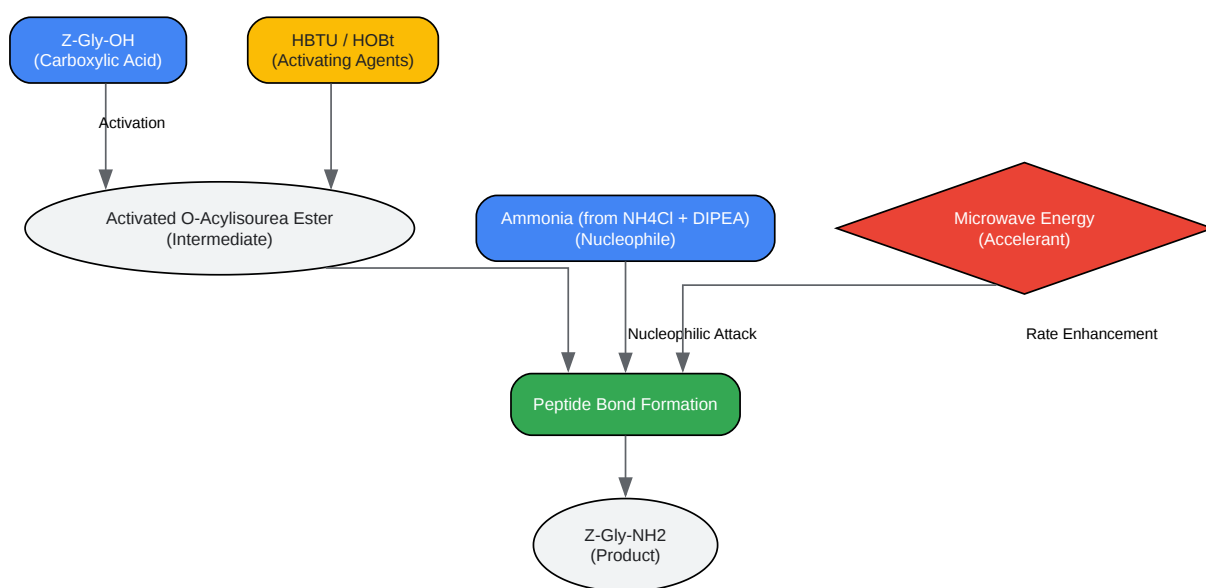 Z-Gly-OH
(Carboxylic Acid)
HBTU / HOBt
(Activating Agents)
Activation
Activated O-Acylisourea Ester
(Intermediate)
Ammonia (from NH4Cl + DIPEA)
(Nucleophile)
Microwave Energy
(Accelerant)
Nucleophilic Attack
Rate Enhancement
Peptide Bond Formation
Z-Gly-NH2
(Product)